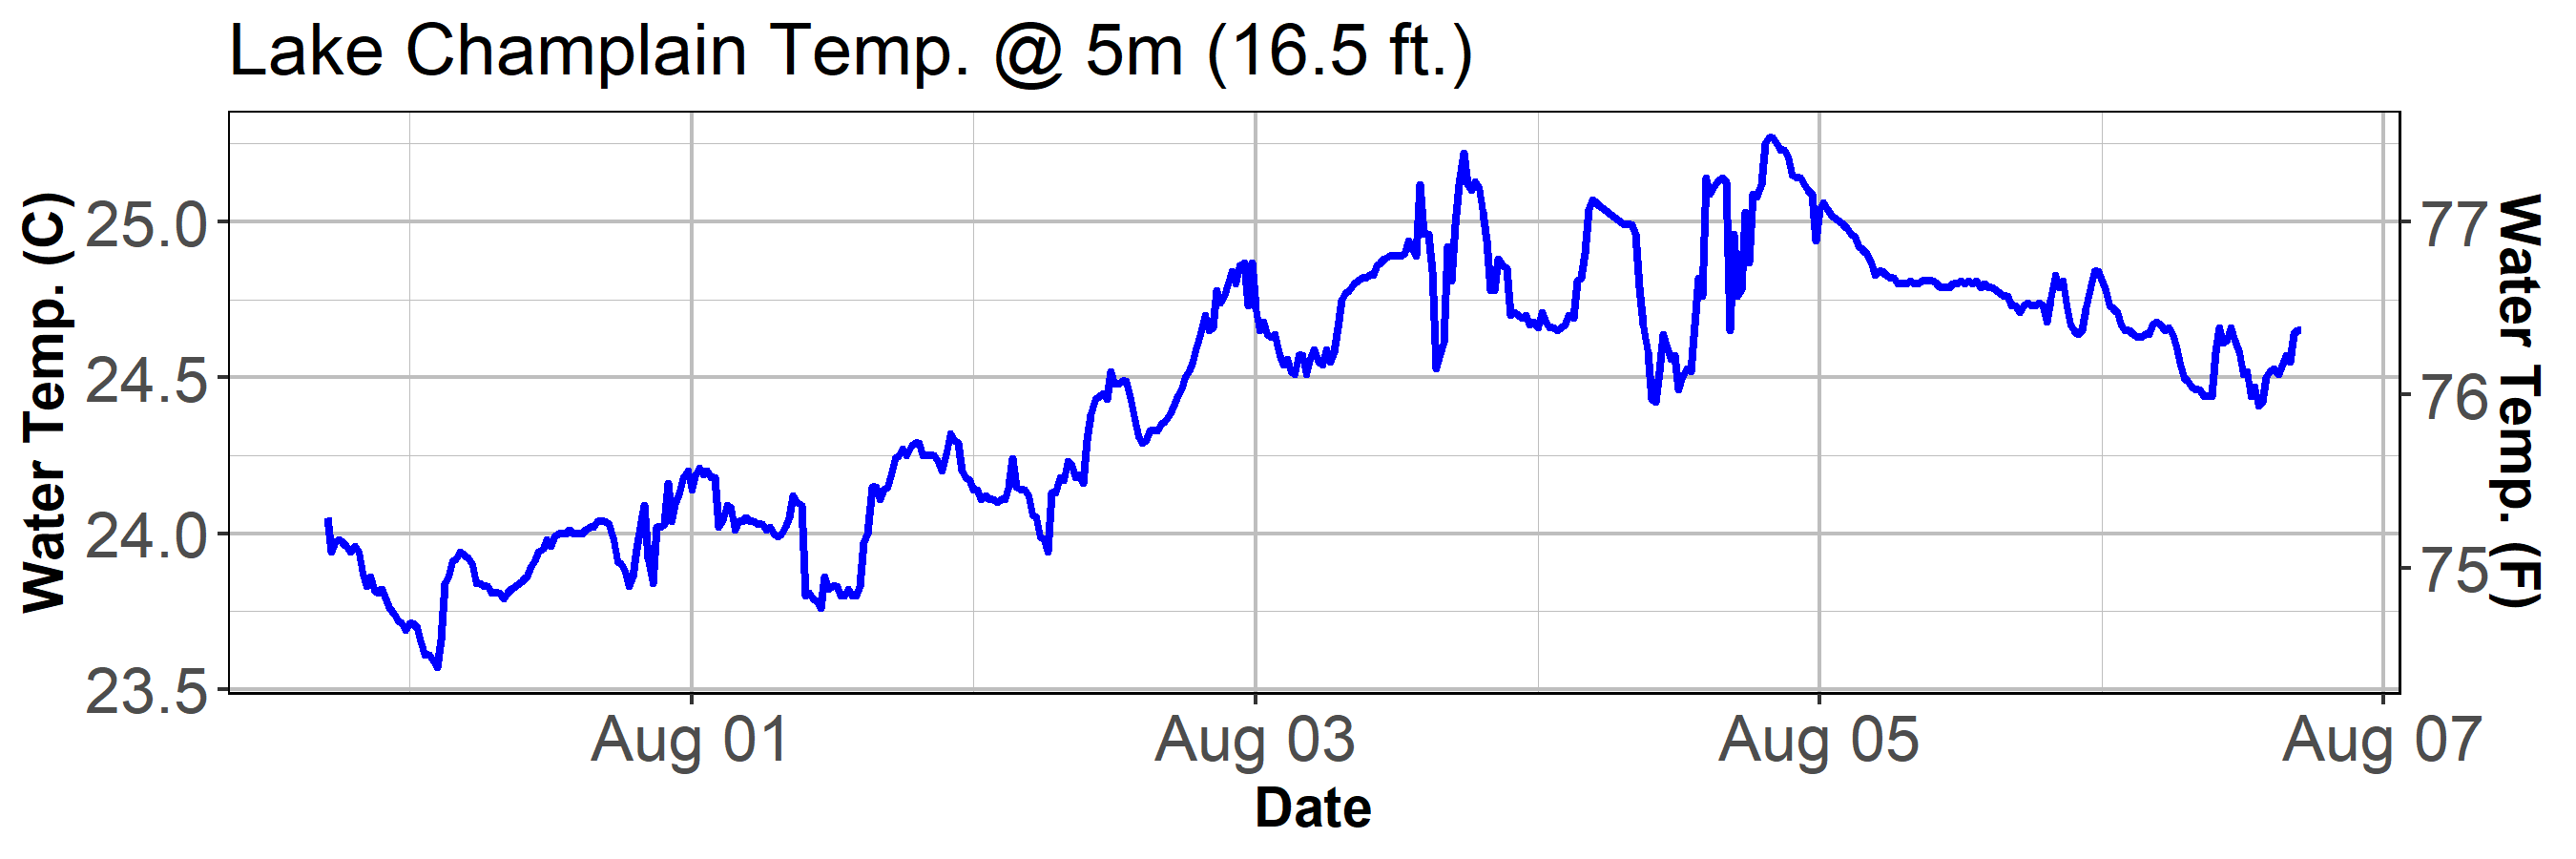 Lake Champlain Temp. @ 5m (16.5 ft.)
Water Temp. (C)
25.0
24.5
24.0
23.5
77
76
75
Water Temp. (F)
Aug 01
Aug 03
Aug 05
Aug 07
Date